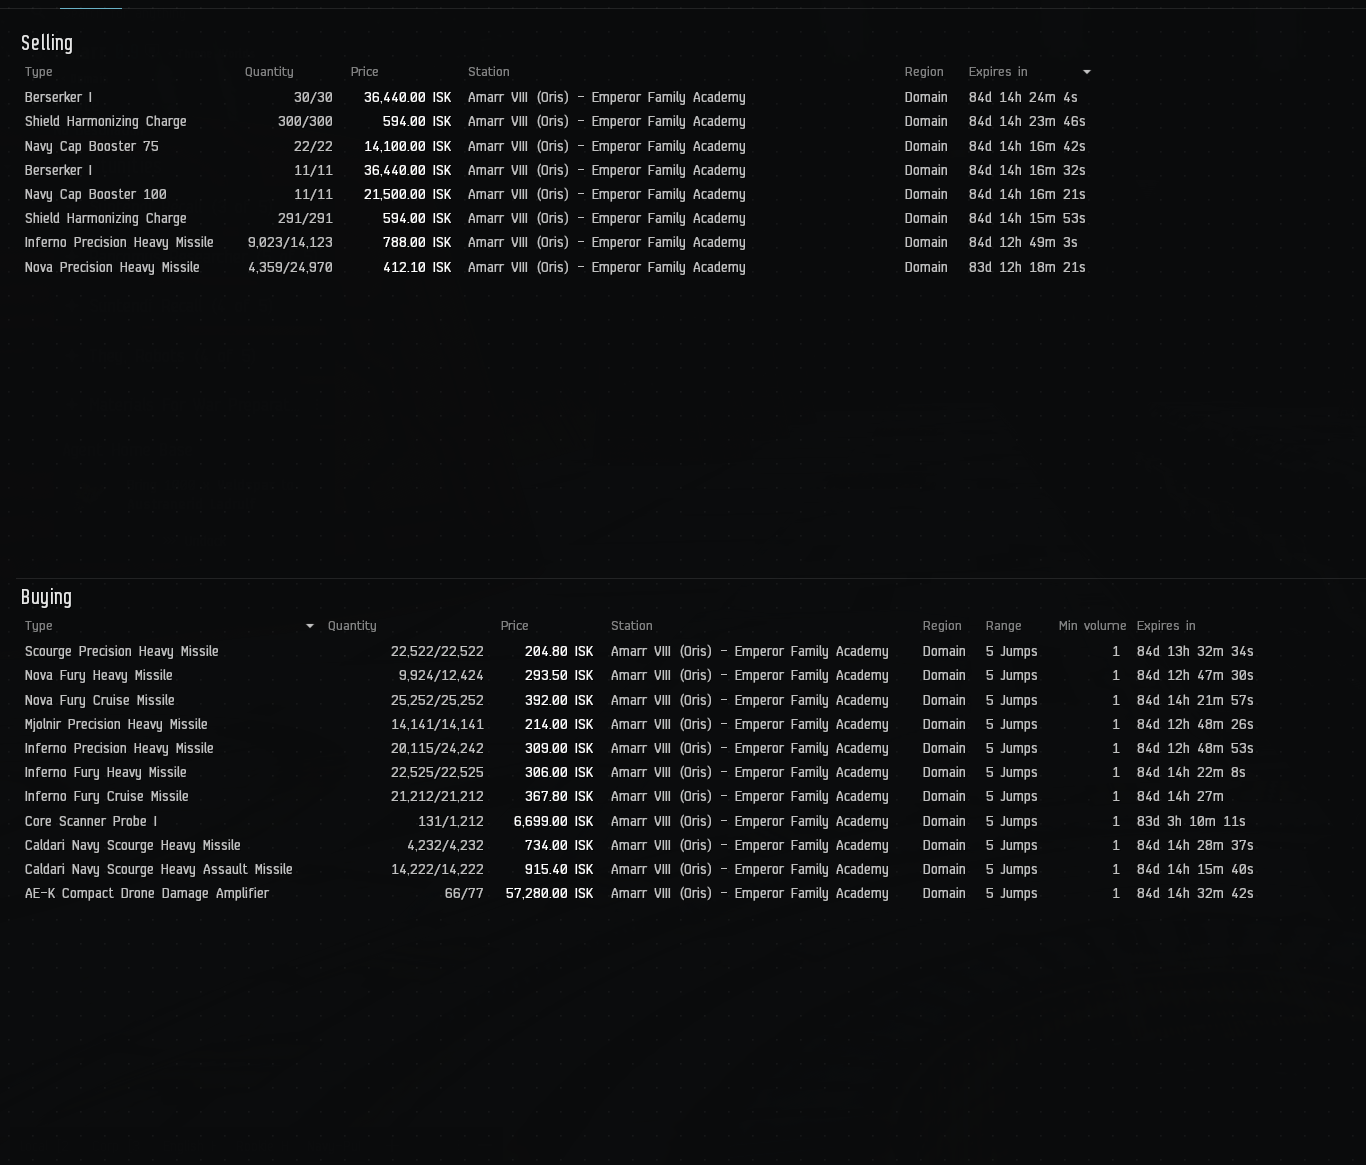 Selling
Type Quantity Price Station Region Expires in
Berserker I 30/30 36,440.00 ISK Amarr VIII (Oris) - Emperor Family Academy Domain 84d 14h 24m 4s
Shield Harmonizing Charge 300/300 594.00 ISK Amarr VIII (Oris) - Emperor Family Academy Domain 84d 14h 23m 46s
Navy Cap Booster 75 22/22 14,100.00 ISK Amarr VIII (Oris) - Emperor Family Academy Domain 84d 14h 16m 42s
Berserker I 11/11 36,440.00 ISK Amarr VIII (Oris) - Emperor Family Academy Domain 84d 14h 16m 32s
Navy Cap Booster 100 11/11 21,500.00 ISK Amarr VIII (Oris) - Emperor Family Academy Domain 84d 14h 16m 21s
Shield Harmonizing Charge 291/291 594.00 ISK Amarr VIII (Oris) - Emperor Family Academy Domain 84d 14h 15m 53s
Inferno Precision Heavy Missile 9,023/14,123 788.00 ISK Amarr VIII (Oris) - Emperor Family Academy Domain 84d 12h 49m 3s
Nova Precision Heavy Missile 4,359/24,970 412.10 ISK Amarr VIII (Oris) - Emperor Family Academy Domain 83d 12h 18m 21s
Buying
Type Quantity Price Station Region Range Min volume Expires in
Scourge Precision Heavy Missile 22,522/22,522 204.80 ISK Amarr VIII (Oris) - Emperor Family Academy Domain 5 Jumps 1 84d 13h 32m 34s
Nova Fury Heavy Missile 9,924/12,424 293.50 ISK Amarr VIII (Oris) - Emperor Family Academy Domain 5 Jumps 1 84d 12h 47m 30s
Nova Fury Cruise Missile 25,252/25,252 392.00 ISK Amarr VIII (Oris) - Emperor Family Academy Domain 5 Jumps 1 84d 14h 21m 57s
Mjolnir Precision Heavy Missile 14,141/14,141 214.00 ISK Amarr VIII (Oris) - Emperor Family Academy Domain 5 Jumps 1 84d 12h 48m 26s
Inferno Precision Heavy Missile 20,115/24,242 309.00 ISK Amarr VIII (Oris) - Emperor Family Academy Domain 5 Jumps 1 84d 12h 48m 53s
Inferno Fury Heavy Missile 22,525/22,525 306.00 ISK Amarr VIII (Oris) - Emperor Family Academy Domain 5 Jumps 1 84d 14h 22m 8s
Inferno Fury Cruise Missile 21,212/21,212 367.80 ISK Amarr VIII (Oris) - Emperor Family Academy Domain 5 Jumps 1 84d 14h 27m
Core Scanner Probe I 131/1,212 6,699.00 ISK Amarr VIII (Oris) - Emperor Family Academy Domain 5 Jumps 1 83d 3h 10m 11s
Caldari Navy Scourge Heavy Missile 4,232/4,232 734.00 ISK Amarr VIII (Oris) - Emperor Family Academy Domain 5 Jumps 1 84d 14h 28m 37s
Caldari Navy Scourge Heavy Assault Missile 14,222/14,222 915.40 ISK Amarr VIII (Oris) - Emperor Family Academy Domain 5 Jumps 1 84d 14h 15m 40s
AE-K Compact Drone Damage Amplifier 66/77 57,280.00 ISK Amarr VIII (Oris) - Emperor Family Academy Domain 5 Jumps 1 84d 14h 32m 42s